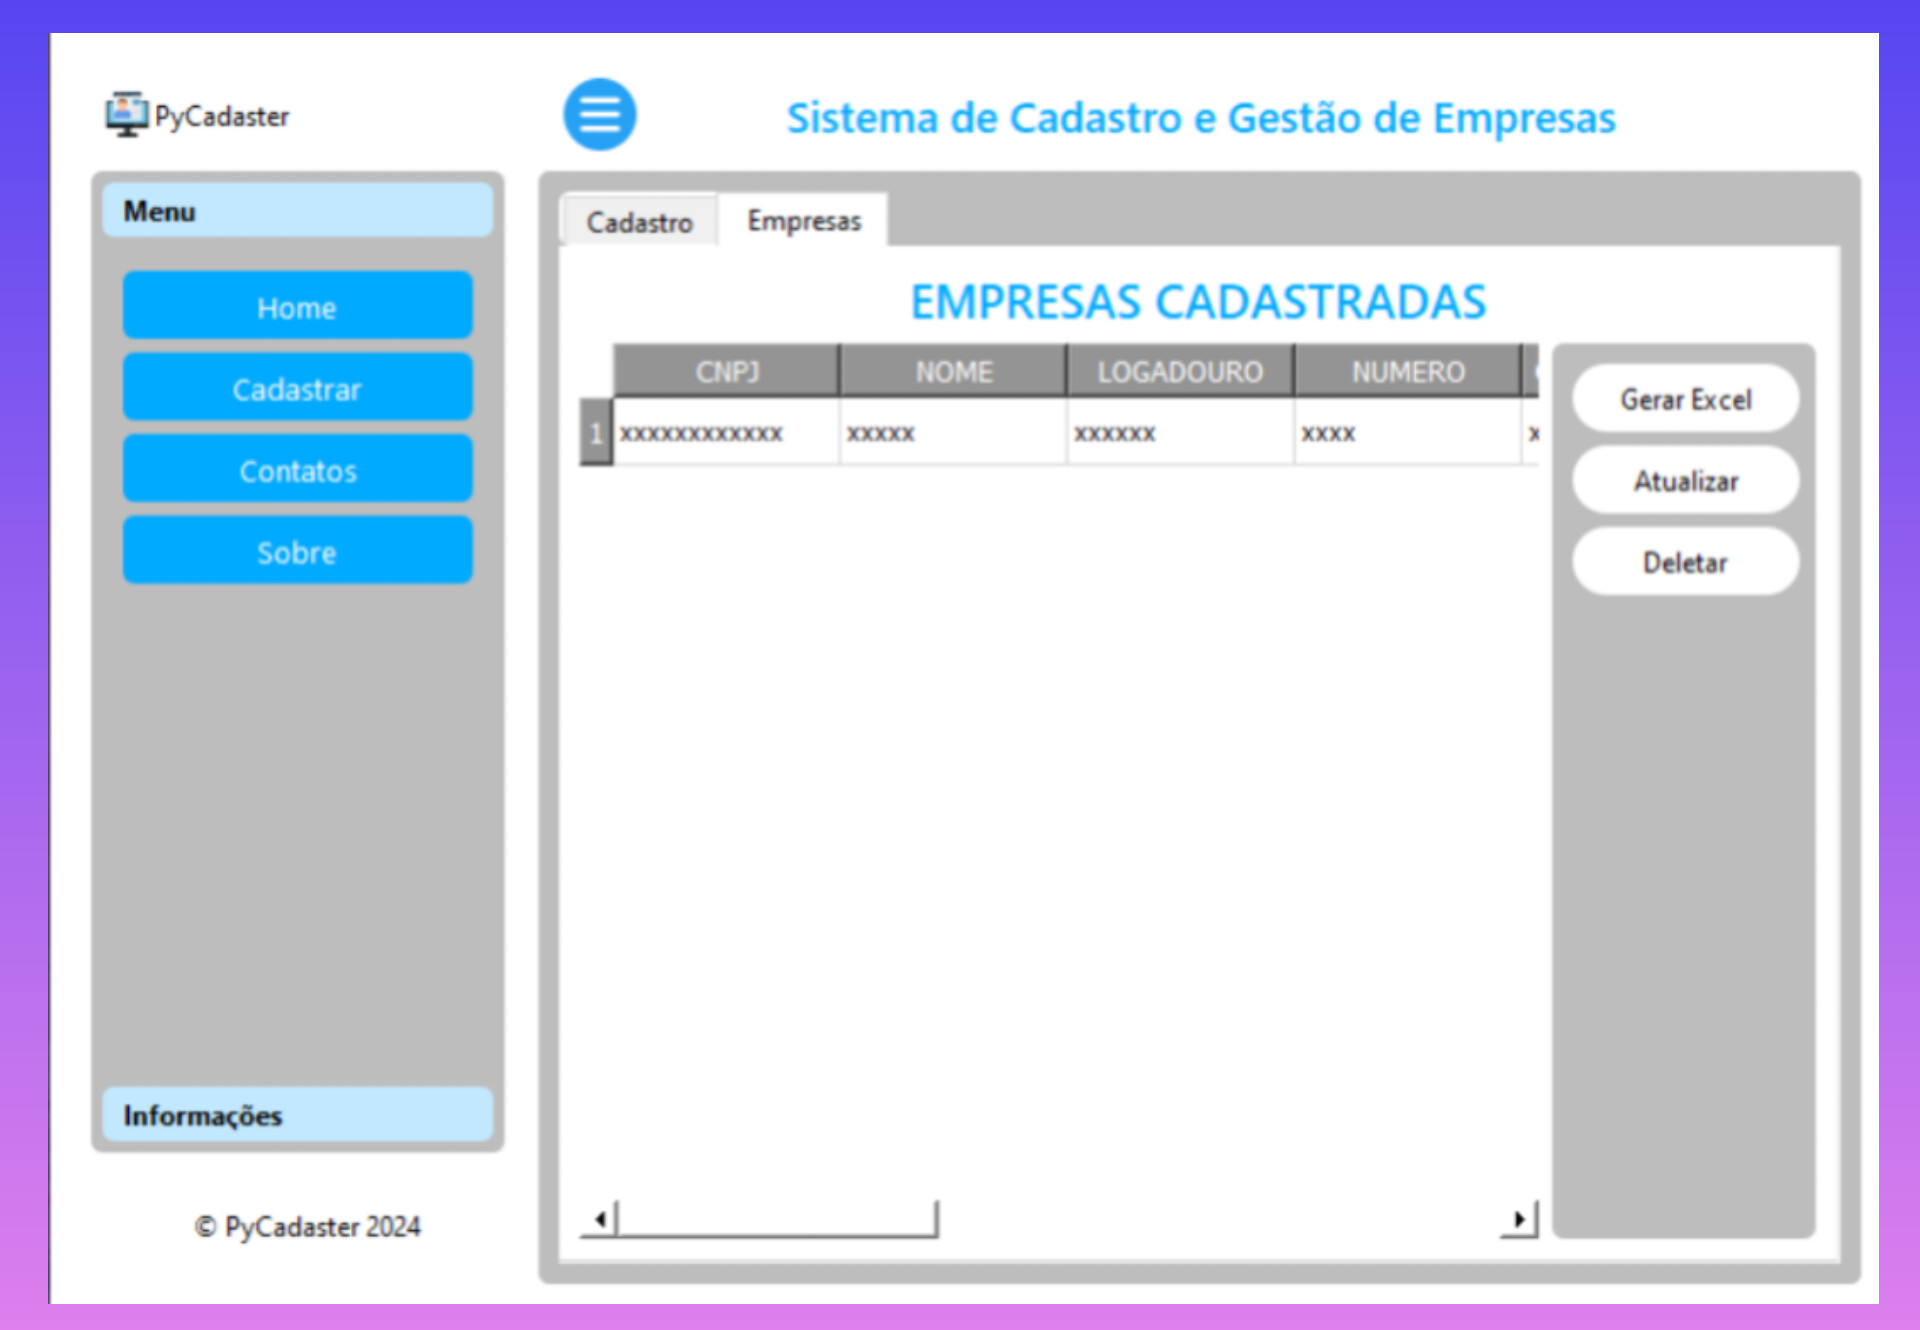 PyCadaster
Sistema de Cadastro e Gestão de Empresas
Menu
Home
Cadastrar
Contatos
Sobre
Informações
© PyCadaster 2024
Cadastro Empresas
EMPRESAS CADASTRADAS
CNPJ NOME LOGADOURO NUMERO
1 xxxxxxxxxxxx xxxxx xxxxxx xxxx x
Gerar Excel
Atualizar
Deletar